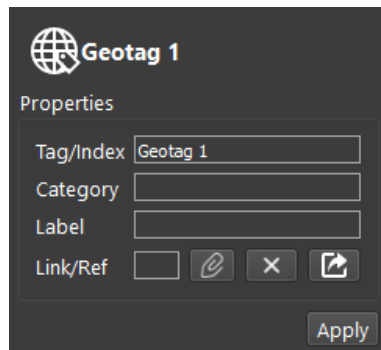 Geotag 1
Properties
Tag/Index Geotag 1
Category
Label
Link/Ref
Apply